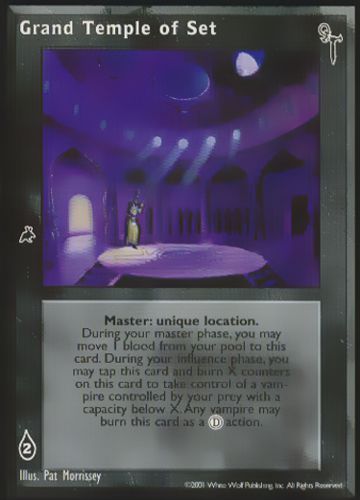 Grand Temple of Set
Master: unique location.
During your master phase, you may
move 1 blood from your pool to this
card. During your influence phase, you
may tap this card and burn X counters
on this card to take control of a vam-
pire controlled by your prey with a
capacity below X. Any vampire may
burn this card as a Ⓓ action.
2
Illus. Pat Morrissey
©2001 White Wolf Publishing, Inc. All Rights Reserved.